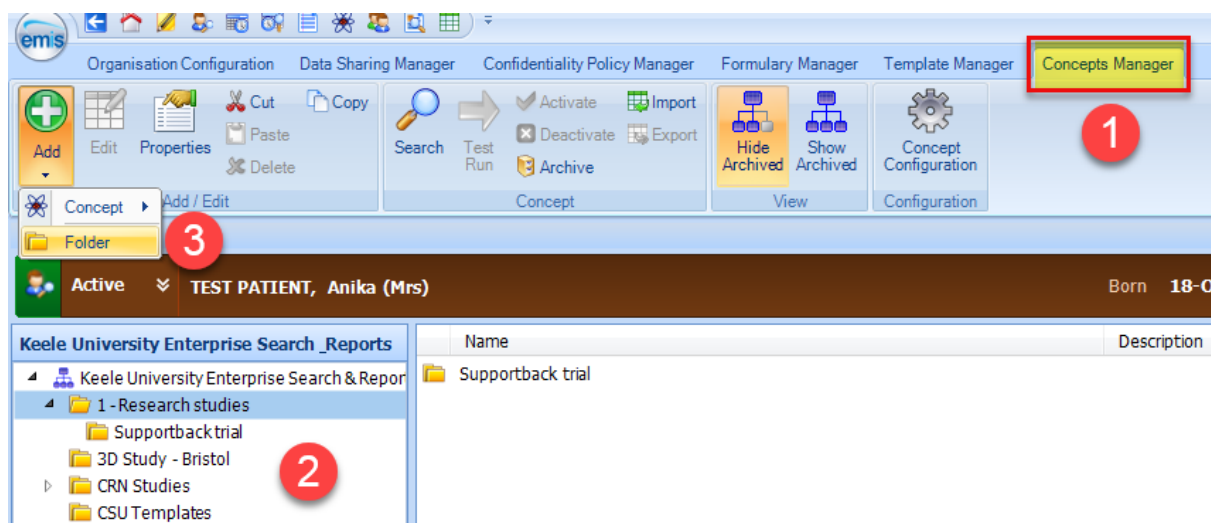 emis
Organisation Configuration Data Sharing Manager Confidentiality Policy Manager Formulary Manager Template Manager Concepts Manager
Add Edit Properties Cut Copy Paste Delete
Search Test Run Activate Import Deactivate Export Archive
Hide Archived Show Archived Concept Configuration
1
Concept Add / Edit Concept View Configuration
Folder 3
Active TEST PATIENT, Anika (Mrs) Born 18-O
Keele University Enterprise Search _Reports Name Description
Keele University Enterprise Search & Repor Supportback trial
1 - Research studies
Supportback trial
3D Study - Bristol
2
CRN Studies
CSU Templates